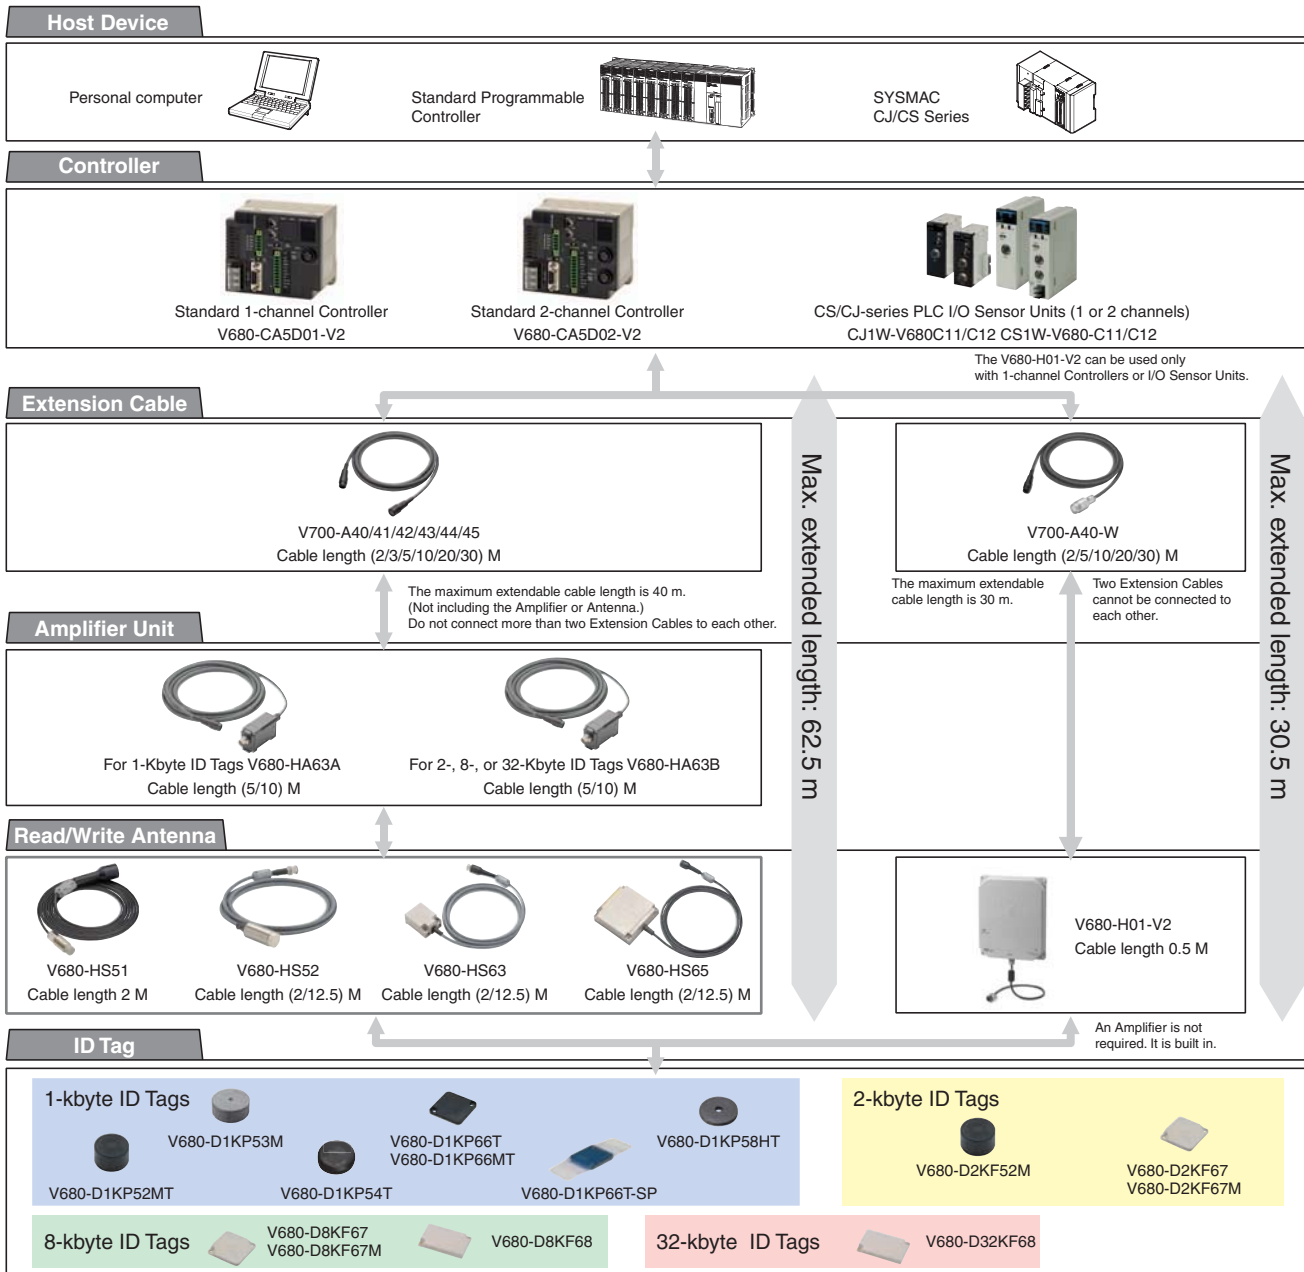 Host Device
Personal computer
Standard Programmable
Controller
SYSMAC
CJ/CS Series
Controller
Standard 1-channel Controller
V680-CA5D01-V2
Standard 2-channel Controller
V680-CA5D02-V2
CS/CJ-series PLC I/O Sensor Units (1 or 2 channels)
CJ1W-V680C11/C12 CS1W-V680-C11/C12
The V680-H01-V2 can be used only
with 1-channel Controllers or I/O Sensor Units.
Extension Cable
V700-A40/41/42/43/44/45
Cable length (2/3/5/10/20/30) M
Max. extended length: 62.5 m
V700-A40-W
Cable length (2/5/10/20/30) M
Max. extended length: 30.5 m
The maximum extendable cable length is 40 m.
(Not including the Amplifier or Antenna.)
Do not connect more than two Extension Cables to each other.
The maximum extendable
cable length is 30 m.
Two Extension Cables
cannot be connected to
each other.
Amplifier Unit
For 1-Kbyte ID Tags V680-HA63A
Cable length (5/10) M
For 2-, 8-, or 32-Kbyte ID Tags V680-HA63B
Cable length (5/10) M
Read/Write Antenna
V680-HS51
Cable length 2 M
V680-HS52
Cable length (2/12.5) M
V680-HS63
Cable length (2/12.5) M
V680-HS65
Cable length (2/12.5) M
V680-H01-V2
Cable length 0.5 M
An Amplifier is not
required. It is built in.
ID Tag
1-kbyte ID Tags
V680-D1KP53M
V680-D1KP66T
V680-D1KP66MT
V680-D1KP58HT
V680-D1KP52MT
V680-D1KP54T
V680-D1KP66T-SP
2-kbyte ID Tags
V680-D2KF52M
V680-D2KF67
V680-D2KF67M
8-kbyte ID Tags
V680-D8KF67
V680-D8KF67M
V680-D8KF68
32-kbyte ID Tags
V680-D32KF68